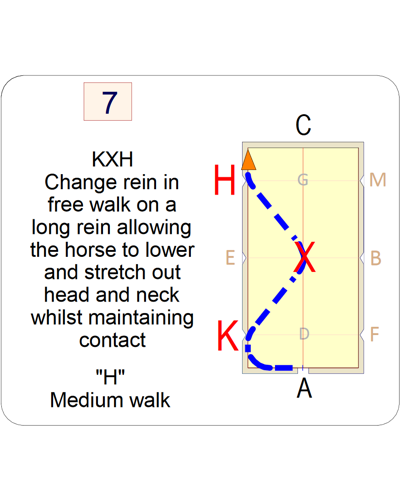 7
KXH
Change rein in
free walk on a
long rein allowing
the horse to lower
and stretch out
head and neck
whilst maintaining
contact
"H"
Medium walk
C
H
G
M
E
X
B
K
D
F
A